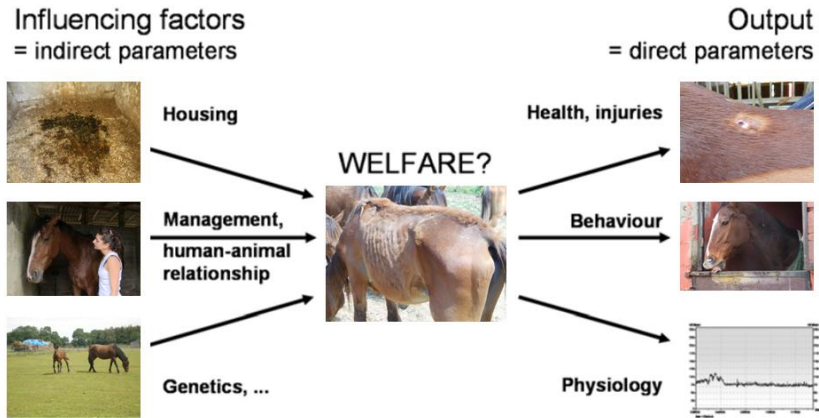 Influencing factors
= indirect parameters
Output
= direct parameters
Housing
Health, injuries
WELFARE?
Management,
human-animal
relationship
Behaviour
Genetics, ...
Physiology